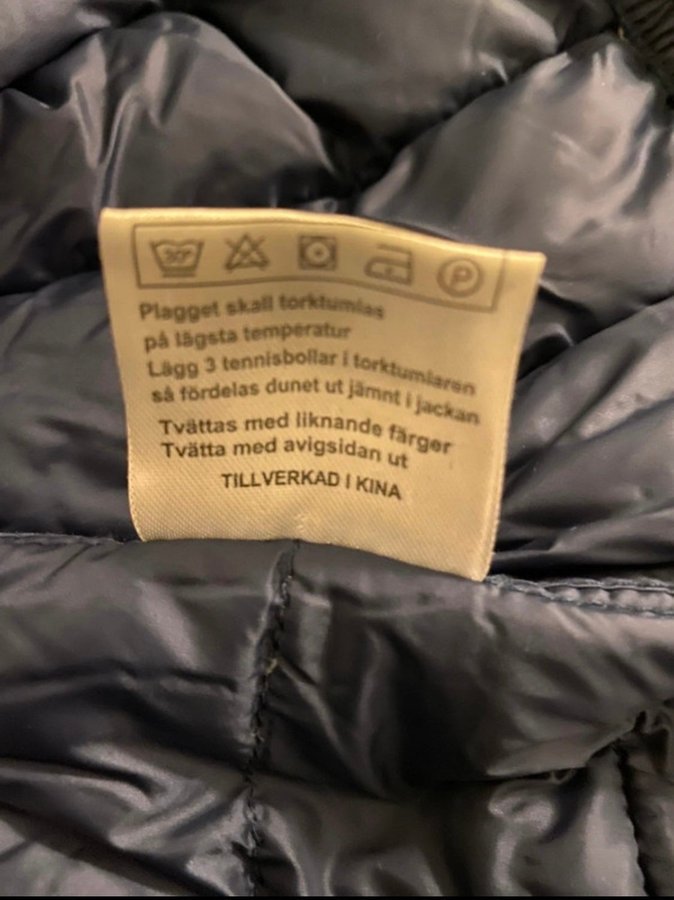 30° P
Plagget skall torktumlas
på lägsta temperatur
Lägg 3 tennisbollar i torktumlaren
så fördelas dunet ut jämnt i jackan
Tvättas med liknande färger
Tvätta med avigsidan ut
TILLVERKAD I KINA